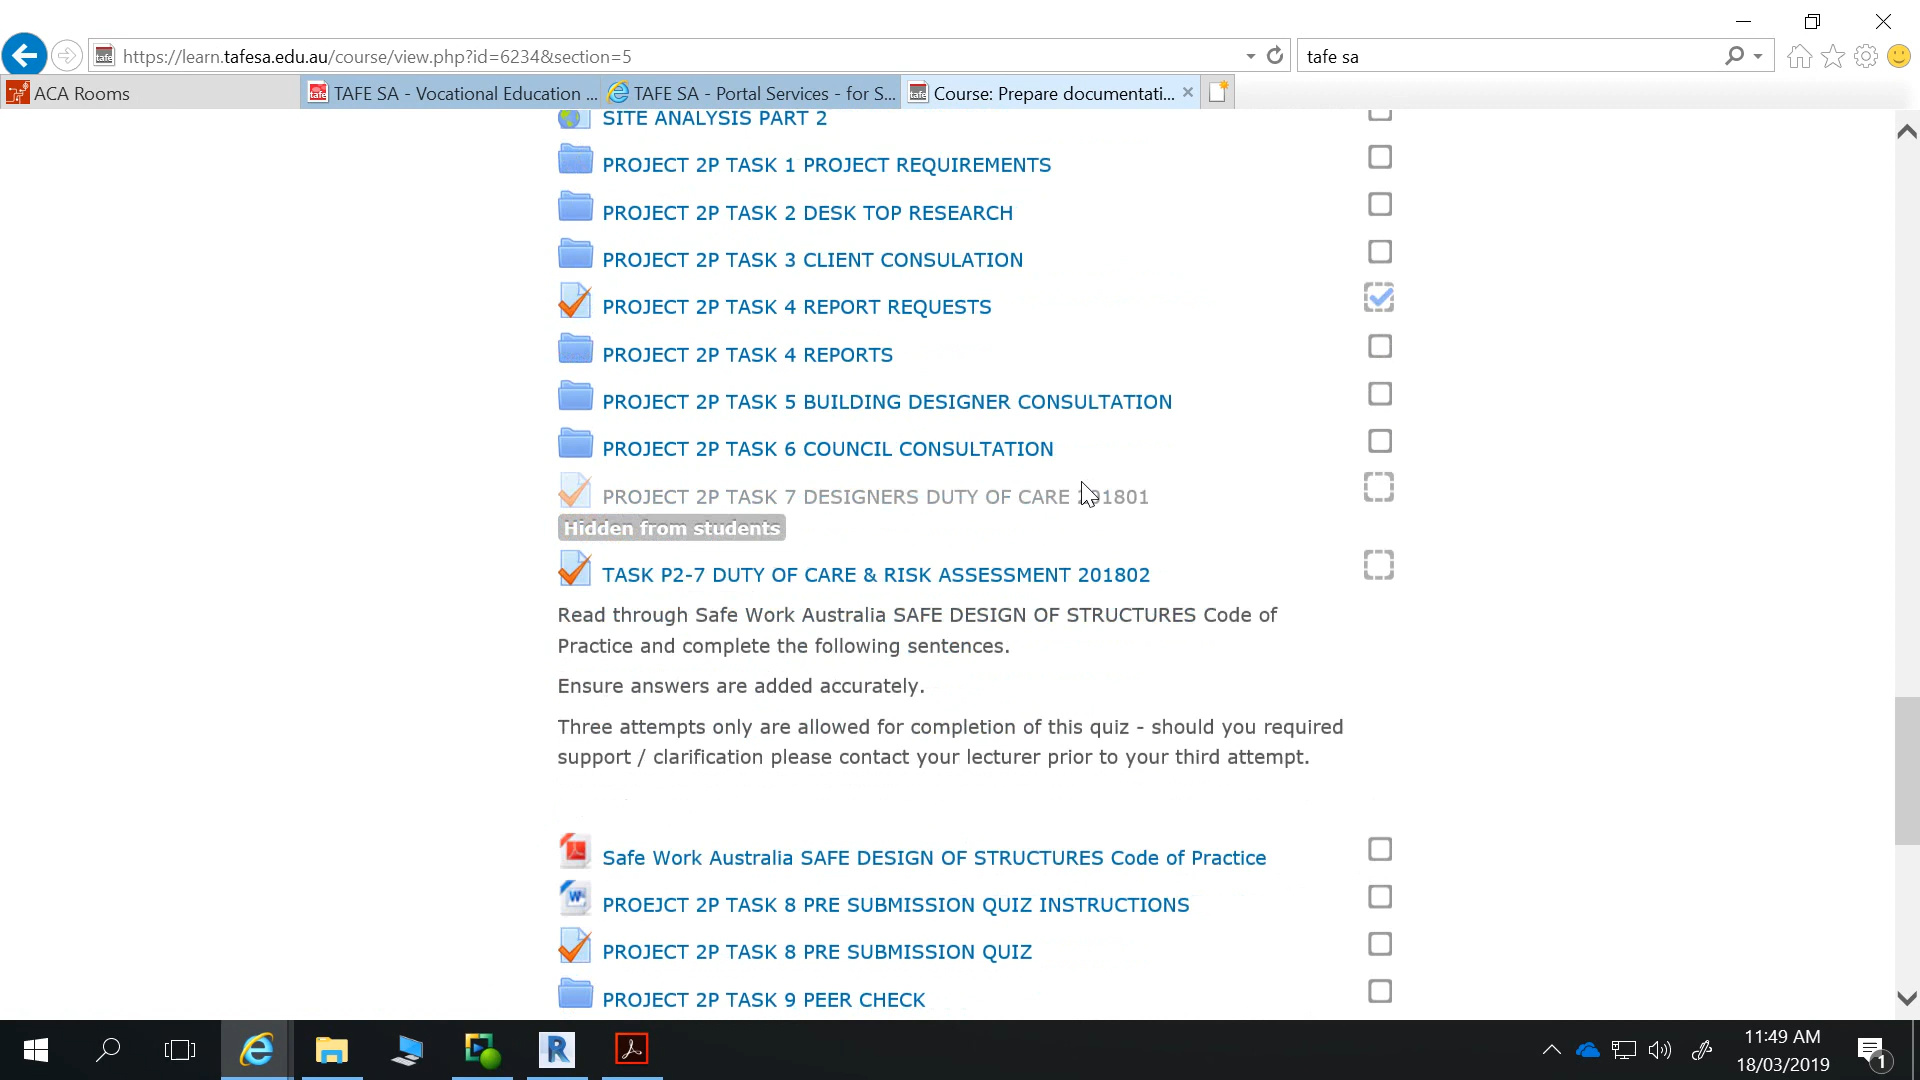 https://learn.tafesa.edu.au/course/view.php?id=6234&section=5
tafe sa
ACA Rooms
TAFE SA - Vocational Education ...
TAFE SA - Portal Services - for S...
Course: Prepare documentati...
SITE ANALYSIS PART 2
PROJECT 2P TASK 1 PROJECT REQUIREMENTS
PROJECT 2P TASK 2 DESK TOP RESEARCH
PROJECT 2P TASK 3 CLIENT CONSULATION
PROJECT 2P TASK 4 REPORT REQUESTS
PROJECT 2P TASK 4 REPORTS
PROJECT 2P TASK 5 BUILDING DESIGNER CONSULTATION
PROJECT 2P TASK 6 COUNCIL CONSULTATION
PROJECT 2P TASK 7 DESIGNERS DUTY OF CARE 201801
Hidden from students
TASK P2-7 DUTY OF CARE & RISK ASSESSMENT 201802
Read through Safe Work Australia SAFE DESIGN OF STRUCTURES Code of
Practice and complete the following sentences.
Ensure answers are added accurately.
Three attempts only are allowed for completion of this quiz - should you required
support / clarification please contact your lecturer prior to your third attempt.
Safe Work Australia SAFE DESIGN OF STRUCTURES Code of Practice
PROEJCT 2P TASK 8 PRE SUBMISSION QUIZ INSTRUCTIONS
PROJECT 2P TASK 8 PRE SUBMISSION QUIZ
PROJECT 2P TASK 9 PEER CHECK
11:49 AM
18/03/2019
1